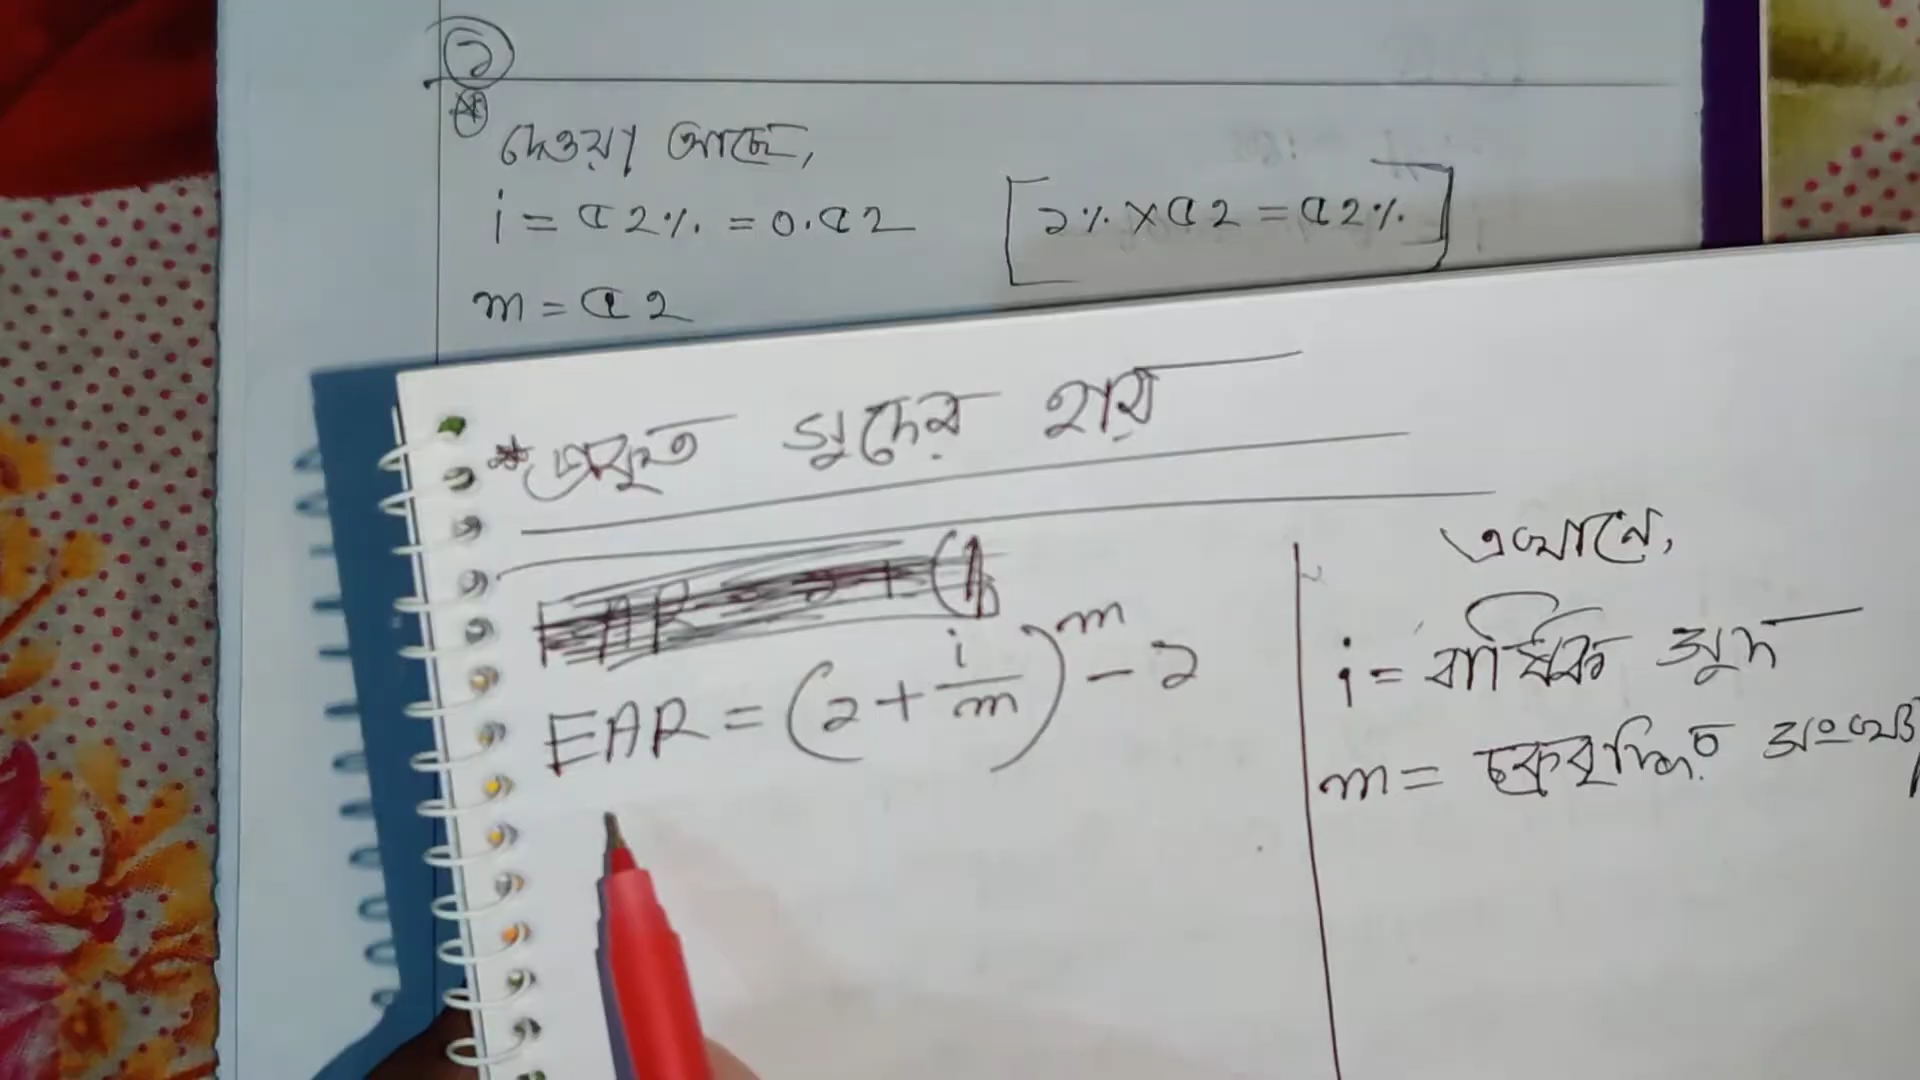 ১
দেওয়া আছে,
i = ৫২% = ০.৫২ [১% × ৫২ = ৫২%]
m = ৫২
*প্রকৃত সুদের হার
EAR = (১ + i/m)^m - ১
এখানে,
i = বার্ষিক সুদ
m = চক্রবৃদ্ধির সংখ্যা